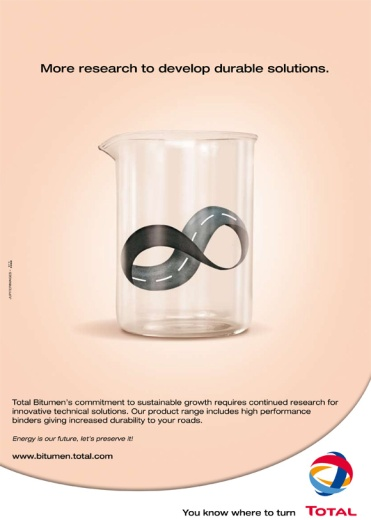 More research to develop durable solutions.
Total Bitumen's commitment to sustainable growth requires continued research for
innovative technical solutions. Our product range includes high performance
binders giving increased durability to your roads.
Energy is our future, let's preserve it!
www.bitumen.total.com
You know where to turn
TOTAL